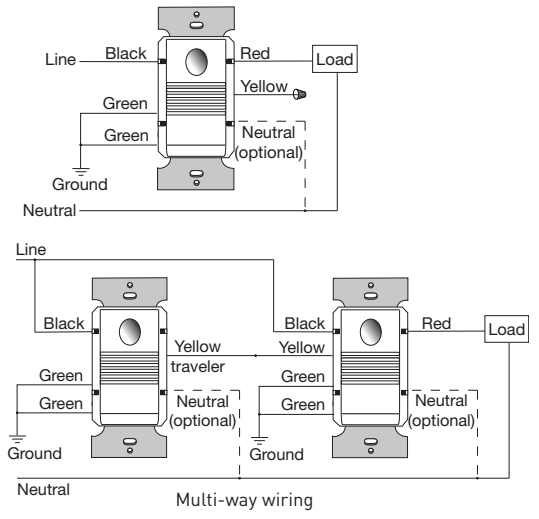 Line
Black
Red
Load
Yellow
Green
Green
Neutral
(optional)
Ground
Neutral
Line
Black
Black
Red
Load
Yellow
traveler
Yellow
Green
Green
Neutral
(optional)
Green
Green
Neutral
(optional)
Ground
Ground
Neutral
Multi-way wiring